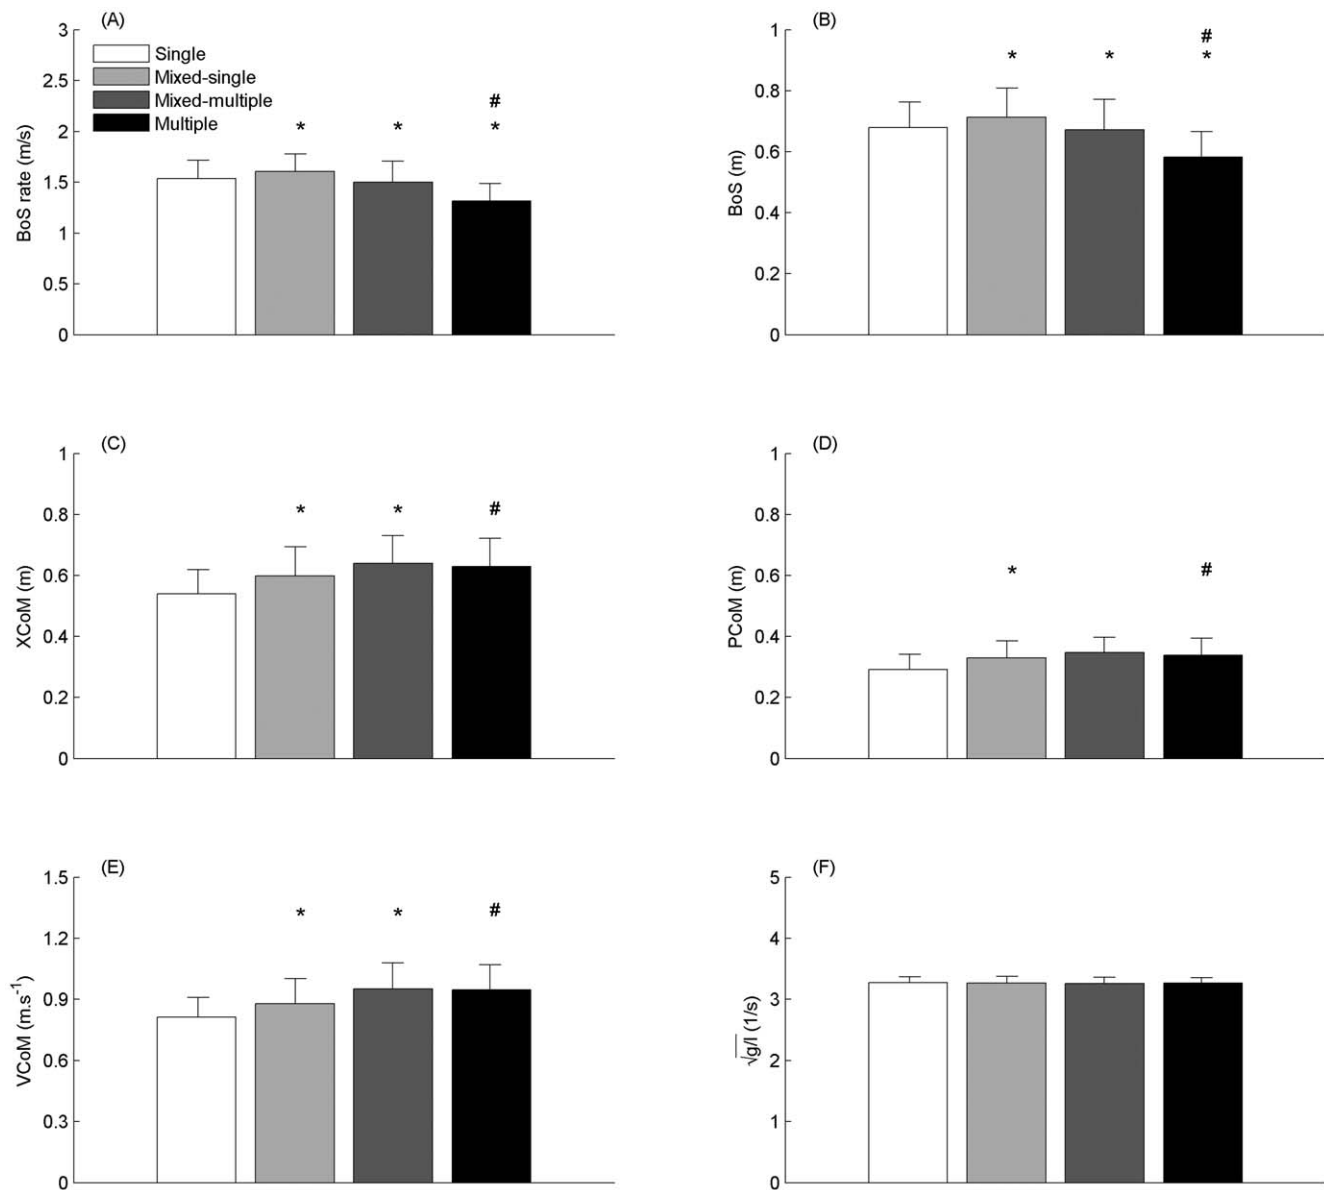 (A)
3
2.5
2
1.5
1
0.5
0
BoS rate (m/s)
Single
Mixed-single
Mixed-multiple
Multiple
#
* * *
(B)
1
0.8
0.6
0.4
0.2
0
BoS (m)
#
* * *
(C)
1
0.8
0.6
0.4
0.2
0
XCoM (m)
* * #
(D)
1
0.8
0.6
0.4
0.2
0
PCoM (m)
* #
(E)
1.5
1.2
0.9
0.6
0.3
0
VCoM (m.s⁻¹)
* * #
(F)
5
4
3
2
1
0
√g/l (1/s)